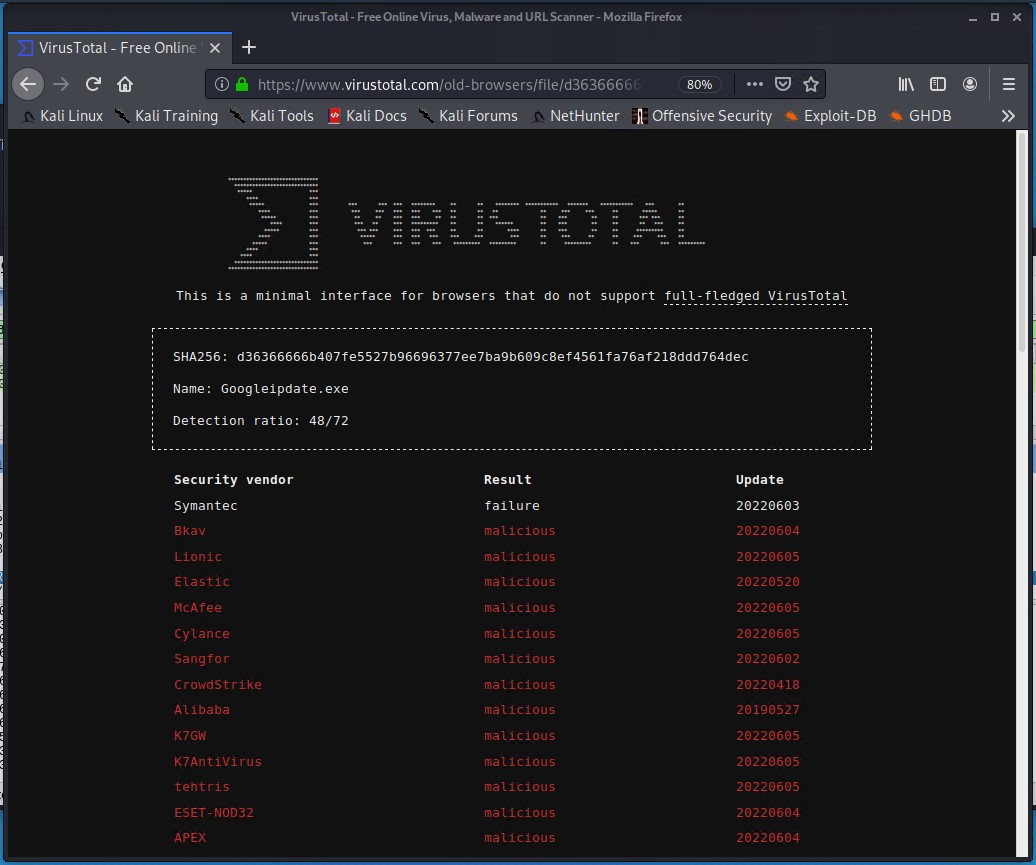 VirusTotal - Free Online Virus, Malware and URL Scanner - Mozilla Firefox
VirusTotal - Free Online
https://www.virustotal.com/old-browsers/file/d36366666 80%
Kali Linux Kali Training Kali Tools Kali Docs Kali Forums NetHunter Offensive Security Exploit-DB GHDB
VIRUSTOTAL
This is a minimal interface for browsers that do not support full-fledged VirusTotal
SHA256: d36366666b407fe5527b96696377ee7ba9b609c8ef4561fa76af218ddd764dec
Name: Googleipdate.exe
Detection ratio: 48/72
Security vendor Result Update
Symantec failure 20220603
Bkav malicious 20220604
Lionic malicious 20220605
Elastic malicious 20220520
McAfee malicious 20220605
Cylance malicious 20220605
Sangfor malicious 20220602
CrowdStrike malicious 20220418
Alibaba malicious 20190527
K7GW malicious 20220605
K7AntiVirus malicious 20220605
tehtris malicious 20220605
ESET-NOD32 malicious 20220604
APEX malicious 20220604